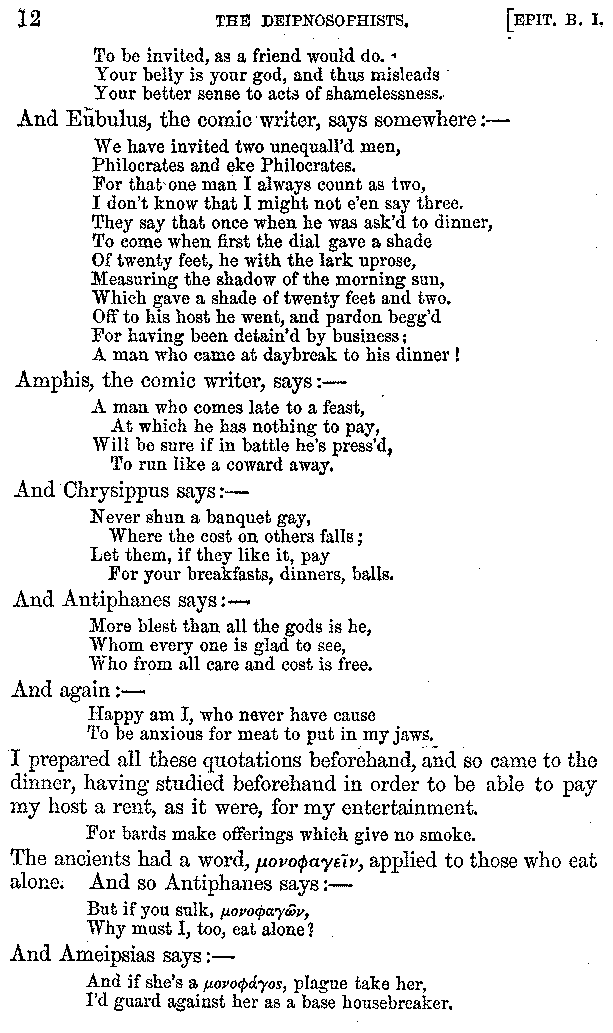 12 THE DEIPNOSOPHISTS. [EPIT. B. I.
To be invited, as a friend would do.
Your belly is your god, and thus misleads
Your better sense to acts of shamelessness.
And Eubulus, the comic writer, says somewhere:—
We have invited two unequall'd men,
Philocrates and eke Philocrates.
For that one man I always count as two,
I don't know that I might not e'en say three.
They say that once when he was ask'd to dinner,
To come when first the dial gave a shade
Of twenty feet, he with the lark uprose,
Measuring the shadow of the morning sun,
Which gave a shade of twenty feet and two.
Off to his host he went, and pardon begg'd
For having been detain'd by business;
A man who came at daybreak to his dinner!
Amphis, the comic writer, says:—
A man who comes late to a feast,
At which he has nothing to pay,
Will be sure if in battle he's press'd,
To run like a coward away.
And Chrysippus says:—
Never shun a banquet gay,
Where the cost on others falls;
Let them, if they like it, pay
For your breakfasts, dinners, balls.
And Antiphanes says:—
More blest than all the gods is he,
Whom every one is glad to see,
Who from all care and cost is free.
And again:—
Happy am I, who never have cause
To be anxious for meat to put in my jaws.
I prepared all these quotations beforehand, and so came to the
dinner, having studied beforehand in order to be able to pay
my host a rent, as it were, for my entertainment.
For bards make offerings which give no smoke.
The ancients had a word, μονοφαγεῖν, applied to those who eat
alone. And so Antiphanes says:—
But if you sulk, μονοφαγῶν,
Why must I, too, eat alone?
And Ameipsias says:—
And if she's a μονοφάγος, plague take her,
I'd guard against her as a base housebreaker.